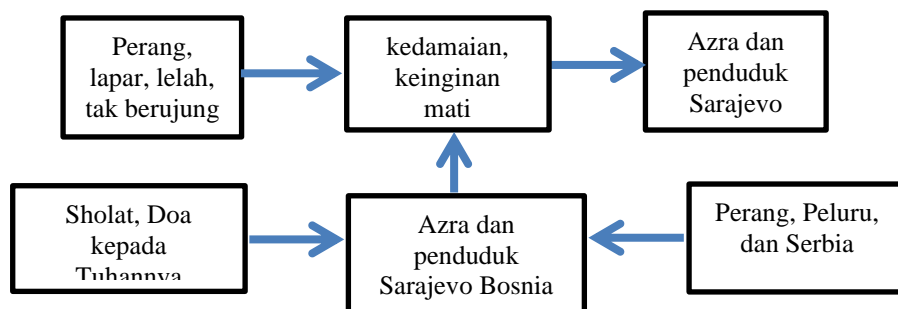 Perang,
lapar, lelah,
tak berujung
kedamaian,
keinginan
mati
Azra dan
penduduk
Sarajevo
Sholat, Doa
kepada
Tuhannya
Azra dan
penduduk
Sarajevo Bosnia
Perang, Peluru,
dan Serbia